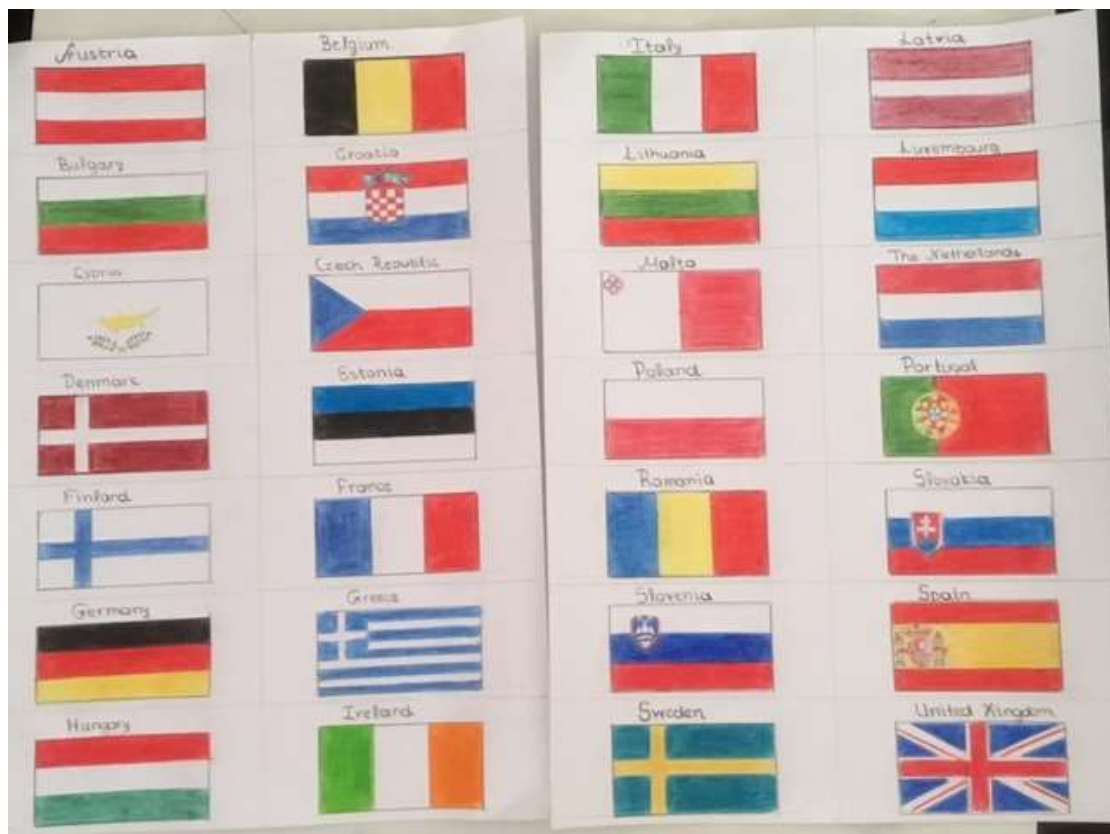 Austria
Belgium
Bulgary
Croatia
Cyprus
Czech Republic
Denmark
Estonia
Finland
France
Germany
Greece
Hungary
Ireland
Italy
Latvia
Lithuania
Luxembourg
Malta
The Netherlands
Poland
Portugal
Romania
Slovakia
Slovenia
Spain
Sweden
United Kingdom